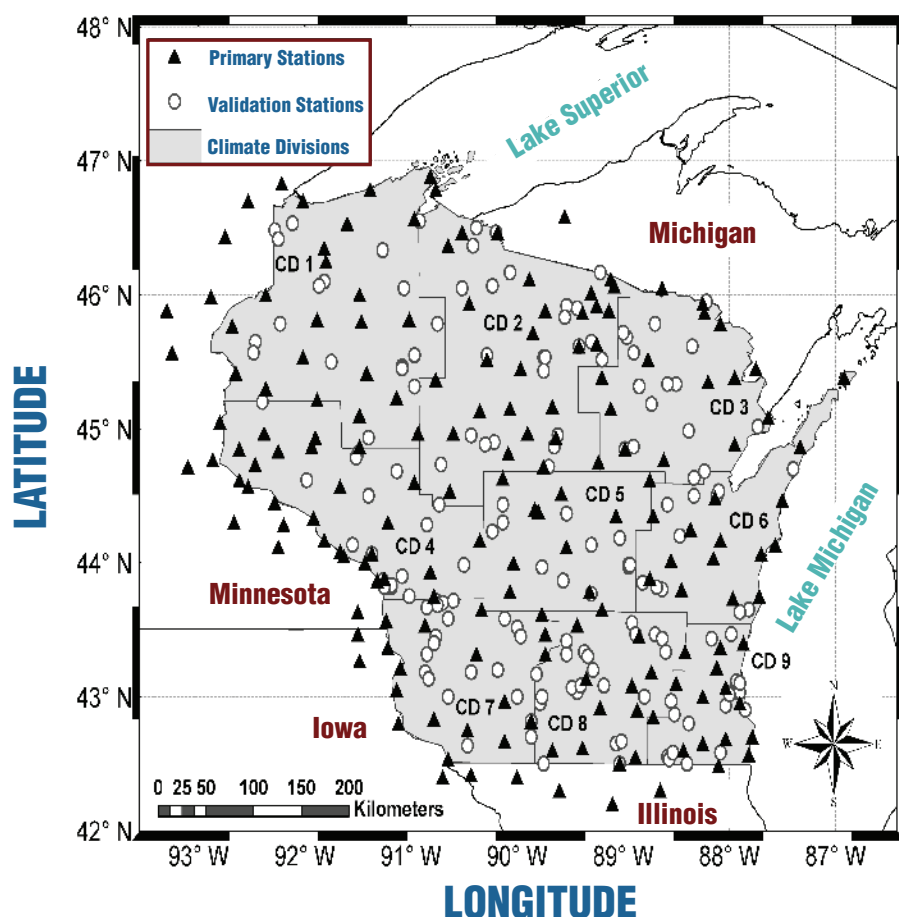 48° N
Primary Stations
Validation Stations
Climate Divisions
Lake Superior
47° N
Michigan
CD 1
46° N
CD 2
CD 3
45° N
LATITUDE
CD 5
CD 6
Lake Michigan
CD 4
44° N
Minnesota
CD 9
43° N
CD 7
CD 8
Iowa
N
W
E
S
0 25 50 100 150 200
Kilometers
Illinois
42° N
93° W 92° W 91° W 90° W 89° W 88° W 87° W
LONGITUDE